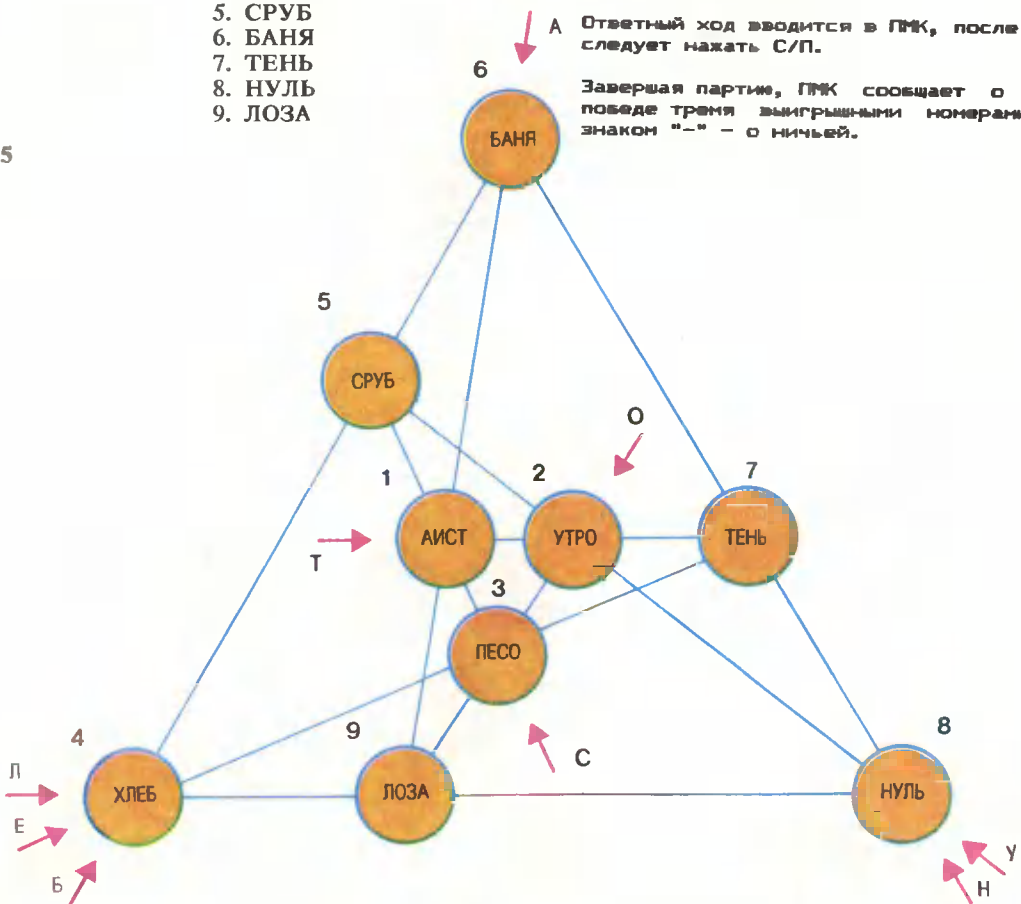 5. СРУБ
6. БАНЯ
7. ТЕНЬ
8. НУЛЬ
9. ЛОЗА
А
Ответный ход вводится в ПМК, после
следует нажать С/П.
Завершая партию, ПМК сообщает о
победе тремя выигрышными номерами
знаком "-" - о ничьей.
5
6
БАНЯ
5
СРУБ
О
1
2
7
АИСТ
УТРО
ТЕНЬ
Т
3
ПЕСО
С
4
9
8
Л
ХЛЕБ
ЛОЗА
НУЛЬ
Е
Б
У
Н